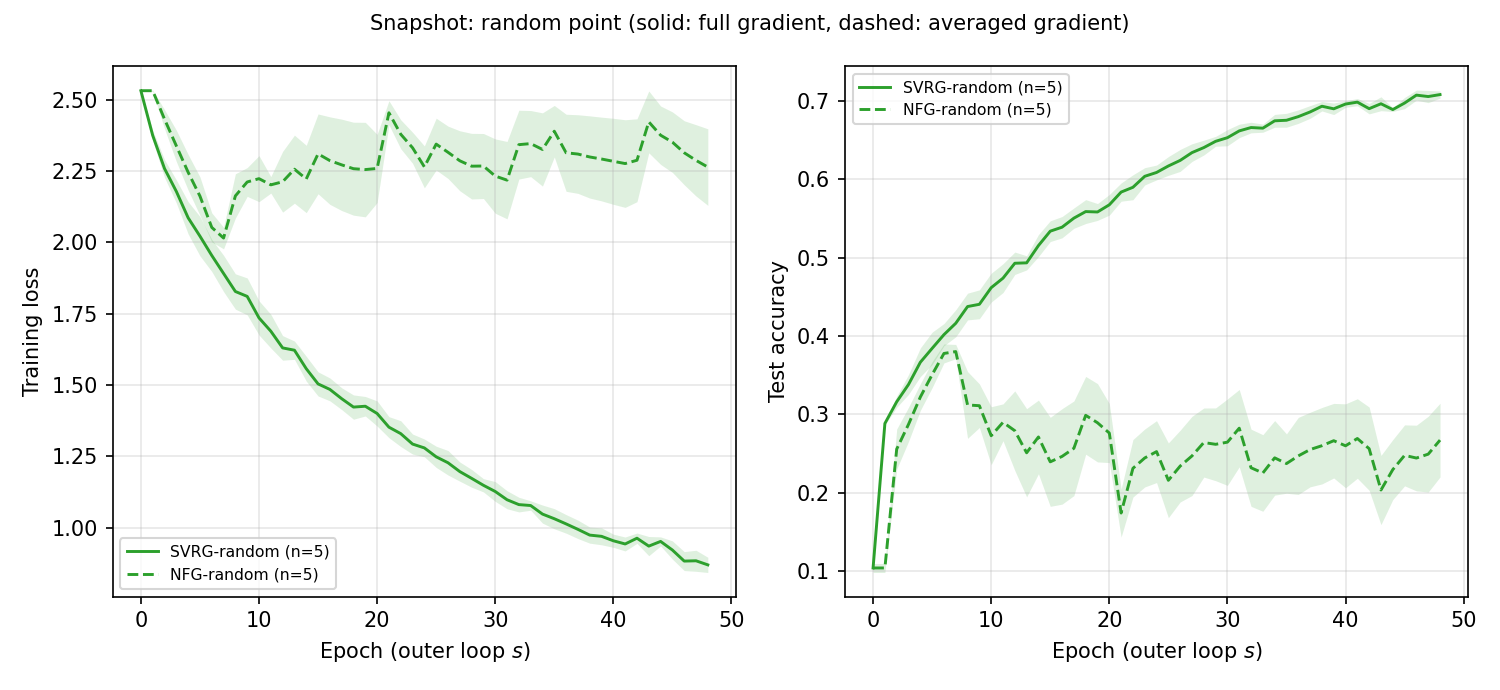 Snapshot: random point (solid: full gradient, dashed: averaged gradient)
Training loss
2.50
2.25
2.00
1.75
1.50
1.25
1.00
SVRG-random (n=5)
NFG-random (n=5)
0
10
20
30
40
50
Epoch (outer loop s)
Test accuracy
0.7
0.6
0.5
0.4
0.3
0.2
0.1
SVRG-random (n=5)
NFG-random (n=5)
0
10
20
30
40
50
Epoch (outer loop s)